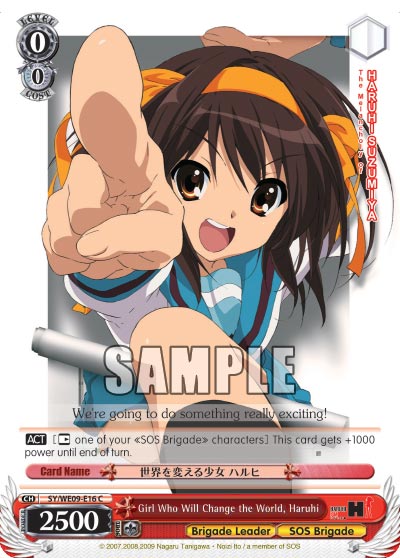 LEVEL
0
0
COST
The Melancholy of
HARUHI SUZUMIYA
SAMPLE
We're going to do something really exciting!
ACT [ one of your «SOS Brigade» characters] This card gets +1000
power until end of turn.
Card Name 世界を変える少女 ハルヒ
CH SY/WE09-E16 C
Girl Who Will Change the World, Haruhi
POWER
2500
Brigade Leader
SOS Brigade
© 2007,2008,2009 Nagaru Tanigawa・Noizi Ito / a member of SOS